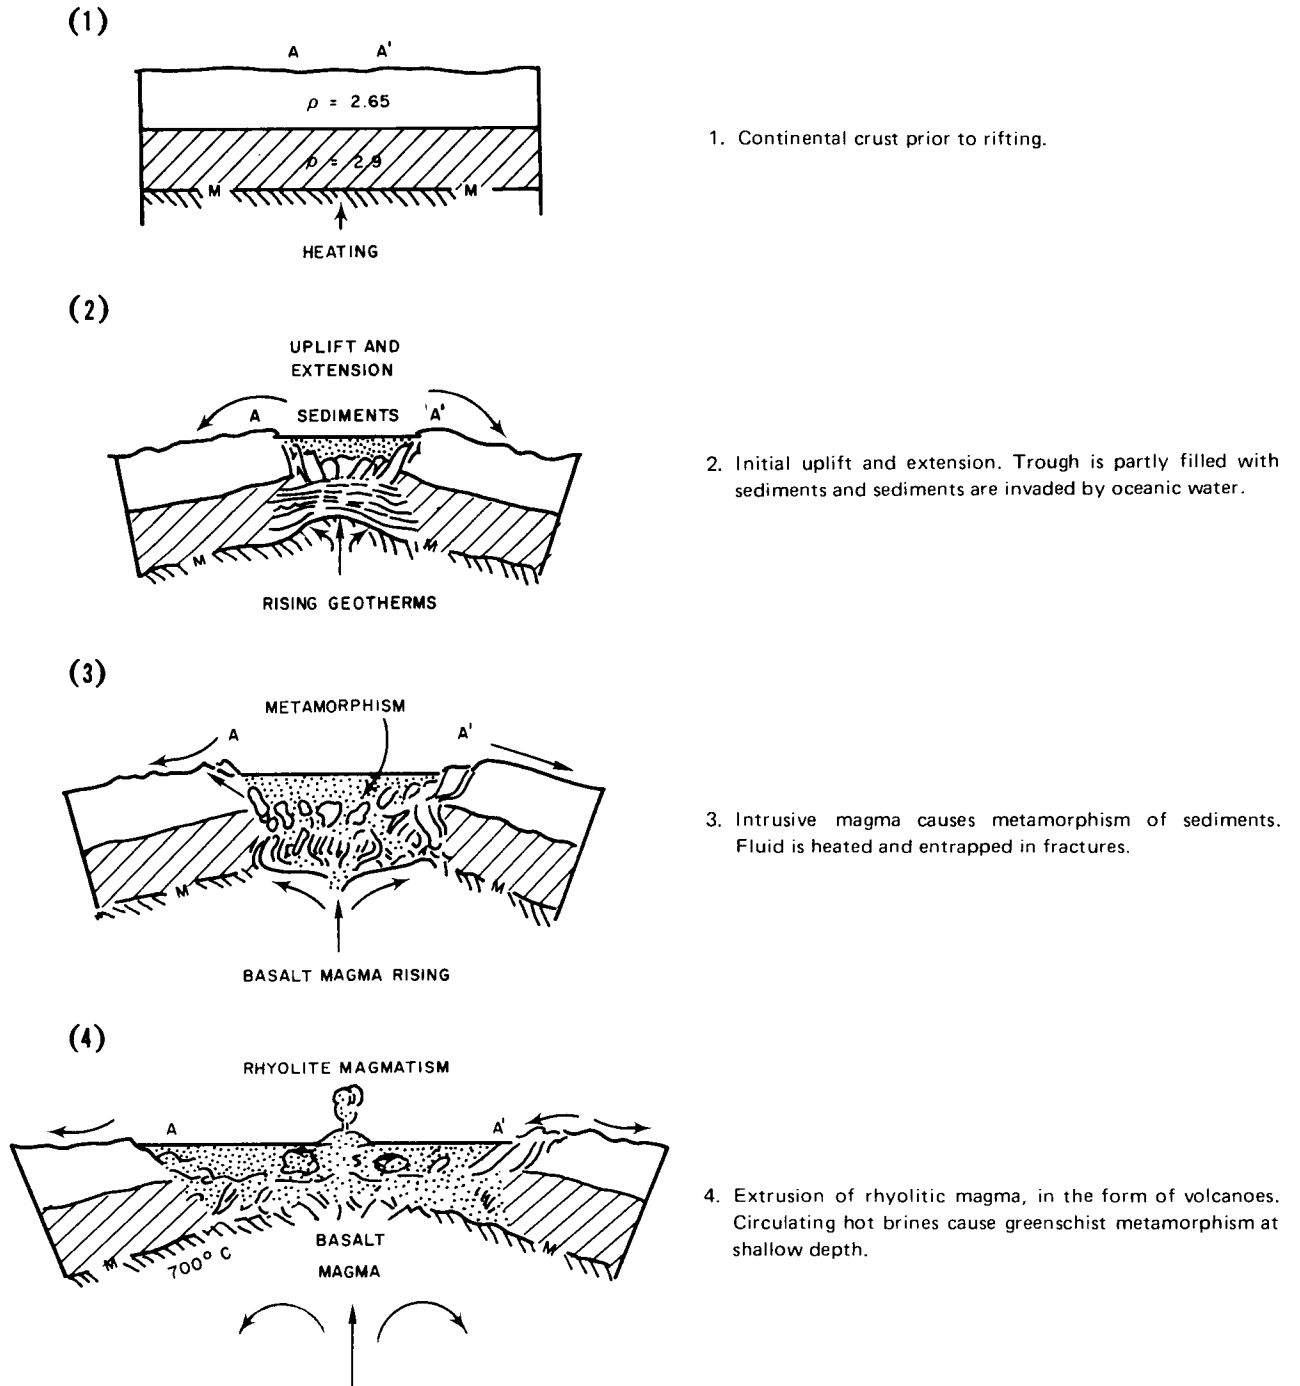 (1)
A A'
ρ = 2.65
ρ = 2.9
M M
HEATING
1. Continental crust prior to rifting.
(2)
UPLIFT AND
EXTENSION
A SEDIMENTS A'
M M
RISING GEOTHERMS
2. Initial uplift and extension. Trough is partly filled with
sediments and sediments are invaded by oceanic water.
(3)
METAMORPHISM
A A'
M M
BASALT MAGMA RISING
3. Intrusive magma causes metamorphism of sediments.
Fluid is heated and entrapped in fractures.
(4)
RHYOLITE MAGMATISM
A A'
S
M 700° C M
BASALT
MAGMA
4. Extrusion of rhyolitic magma, in the form of volcanoes.
Circulating hot brines cause greenschist metamorphism at
shallow depth.